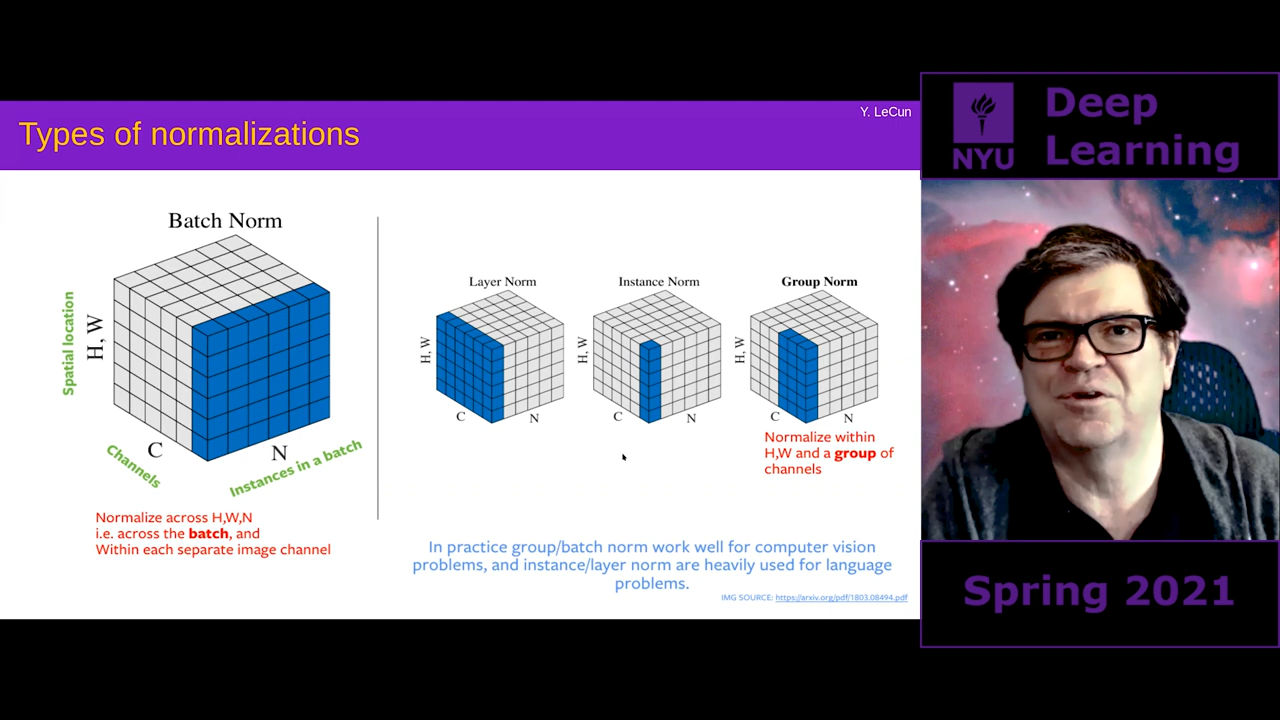 Y. LeCun
Types of normalizations
Batch Norm
Spatial location
H, W
C
N
Channels
Instances in a batch
Normalize across H,W,N
i.e. across the batch, and
Within each separate image channel
Layer Norm
H, W
C
N
Instance Norm
H, W
C
N
Group Norm
H, W
C
N
Normalize within
H,W and a group of
channels
In practice group/batch norm work well for computer vision
problems, and instance/layer norm are heavily used for language
problems.
IMG SOURCE: https://arxiv.org/pdf/1803.08494.pdf
NYU
Deep
Learning
Spring 2021